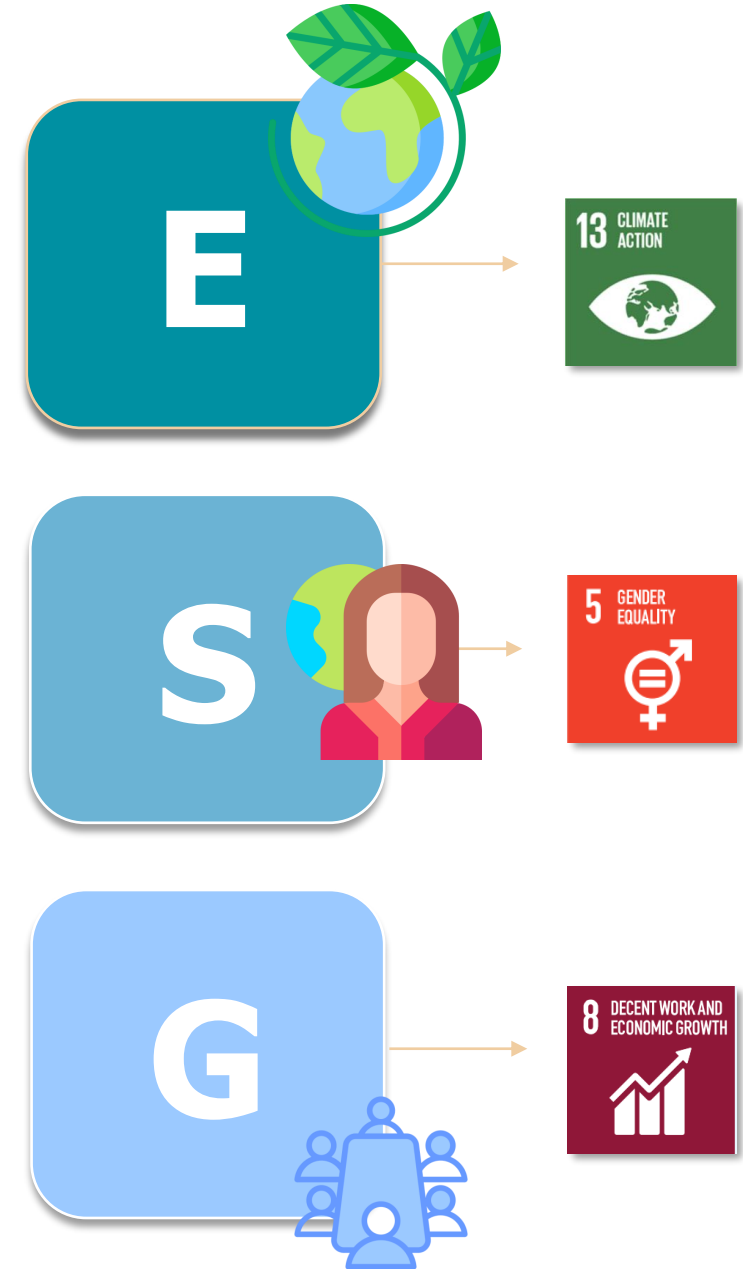 E
13 CLIMATE
ACTION
S
5 GENDER
EQUALITY
G
8 DECENT WORK AND
ECONOMIC GROWTH